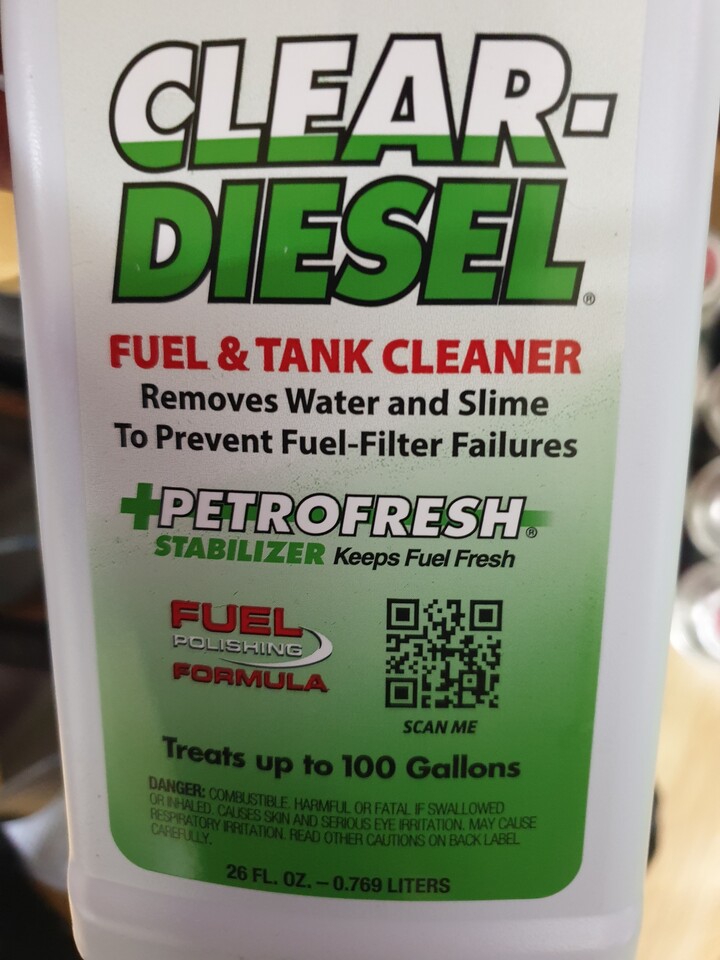 CLEAR-
DIESEL®
FUEL & TANK CLEANER
Removes Water and Slime
To Prevent Fuel-Filter Failures
+PETROFRESH®
STABILIZER Keeps Fuel Fresh
FUEL
POLISHING
FORMULA
SCAN ME
Treats up to 100 Gallons
DANGER: COMBUSTIBLE. HARMFUL OR FATAL IF SWALLOWED
OR INHALED. CAUSES SKIN AND SERIOUS EYE IRRITATION. MAY CAUSE
RESPIRATORY IRRITATION. READ OTHER CAUTIONS ON BACK LABEL
CAREFULLY.
26 FL. OZ. – 0.769 LITERS